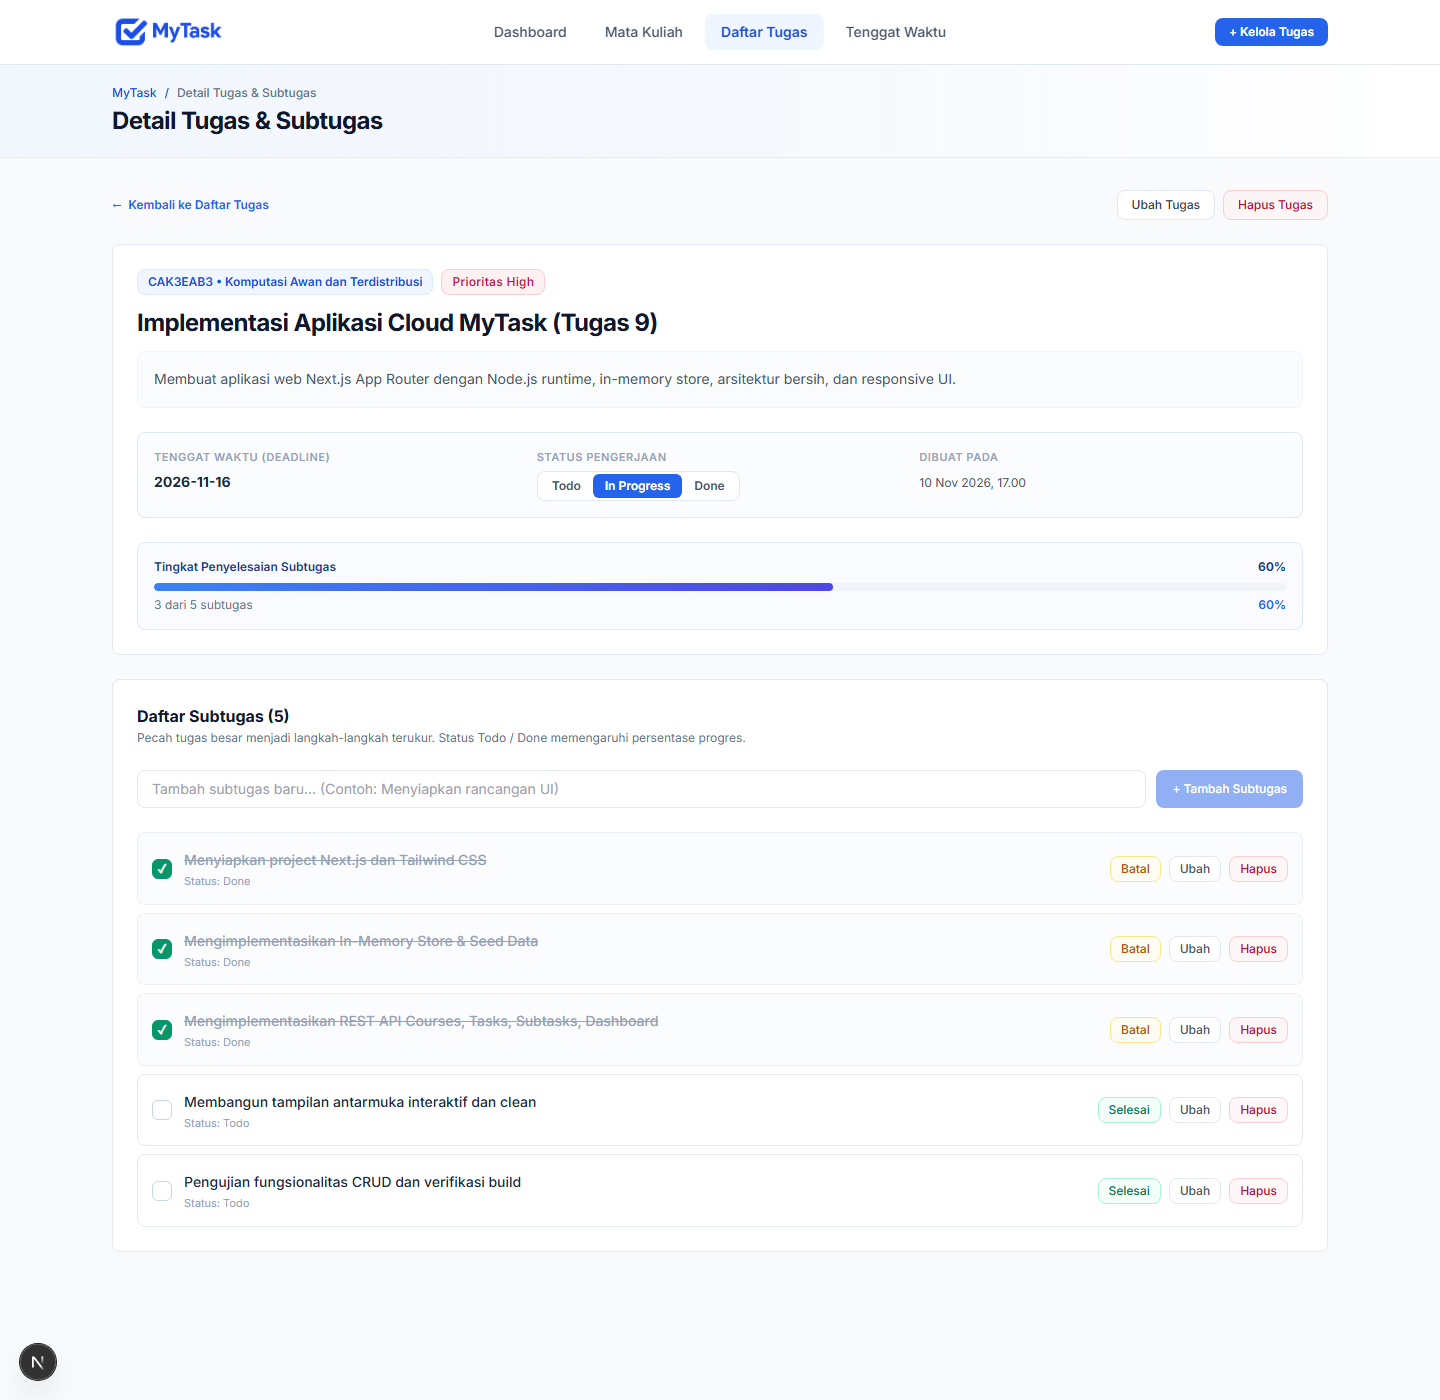 MyTask
Dashboard
Mata Kuliah
Daftar Tugas
Tenggat Waktu
+ Kelola Tugas
MyTask / Detail Tugas & Subtugas
Detail Tugas & Subtugas
← Kembali ke Daftar Tugas
Ubah Tugas
Hapus Tugas
CAK3EAB3 • Komputasi Awan dan Terdistribusi
Prioritas High
Implementasi Aplikasi Cloud MyTask (Tugas 9)
Membuat aplikasi web Next.js App Router dengan Node.js runtime, in-memory store, arsitektur bersih, dan responsive UI.
TENGGAT WAKTU (DEADLINE)
2026-11-16
STATUS PENGERJAAN
Todo
In Progress
Done
DIBUAT PADA
10 Nov 2026, 17.00
Tingkat Penyelesaian Subtugas
60%
3 dari 5 subtugas
60%
Daftar Subtugas (5)
Pecah tugas besar menjadi langkah-langkah terukur. Status Todo / Done memengaruhi persentase progres.
Tambah subtugas baru... (Contoh: Menyiapkan rancangan UI)
+ Tambah Subtugas
Menyiapkan project Next.js dan Tailwind CSS
Status: Done
Batal
Ubah
Hapus
Mengimplementasikan In-Memory Store & Seed Data
Status: Done
Batal
Ubah
Hapus
Mengimplementasikan REST API Courses, Tasks, Subtasks, Dashboard
Status: Done
Batal
Ubah
Hapus
Membangun tampilan antarmuka interaktif dan clean
Status: Todo
Selesai
Ubah
Hapus
Pengujian fungsionalitas CRUD dan verifikasi build
Status: Todo
Selesai
Ubah
Hapus
N